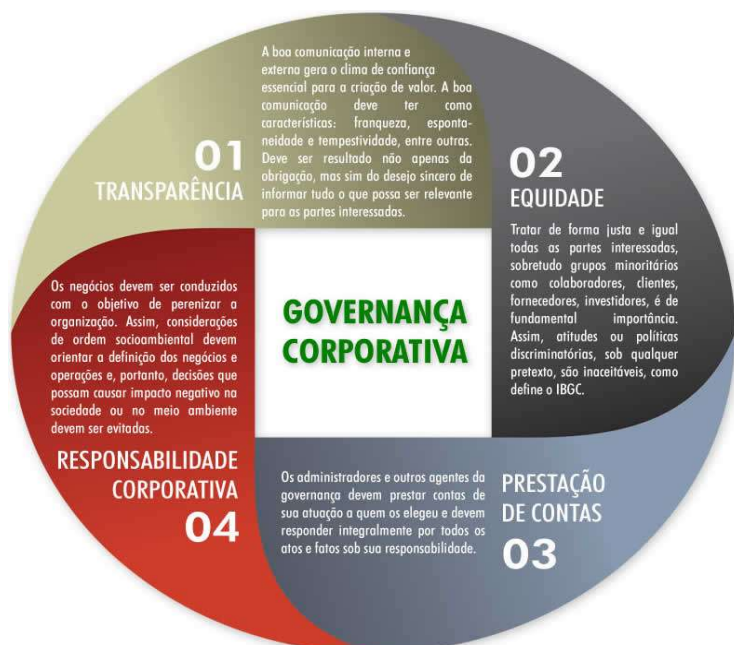 A boa comunicação interna e
externa gera o clima de confiança
essencial para a criação de valor. A boa
comunicação deve ter como
características: franqueza, esponta-
neidade e tempestividade, entre outras.
Deve ser resultado não apenas da
obrigação, mas sim do desejo sincero de
informar tudo o que possa ser relevante
para as partes interessadas.
01
TRANSPARÊNCIA
02
EQUIDADE
Tratar de forma justa e igual
todas as partes interessadas,
sobretudo grupos minoritários
como colaboradores, clientes,
fornecedores, investidores, é de
fundamental importância.
Assim, atitudes ou políticas
discriminatórias, sob qualquer
pretexto, são inaceitáveis, como
define o IBGC.
GOVERNANÇA
CORPORATIVA
Os administradores e outros agentes da
governança devem prestar contas de
sua atuação a quem os elegeu e devem
responder integralmente por todos os
atos e fatos sob sua responsabilidade.
PRESTAÇÃO
DE CONTAS
03
Os negócios devem ser conduzidos
com o objetivo de perenizar a
organização. Assim, considerações
de ordem socioambiental devem
orientar a definição dos negócios e
operações e, portanto, decisões que
possam causar impacto negativo na
sociedade ou no meio ambiente
devem ser evitadas.
RESPONSABILIDADE
CORPORATIVA
04